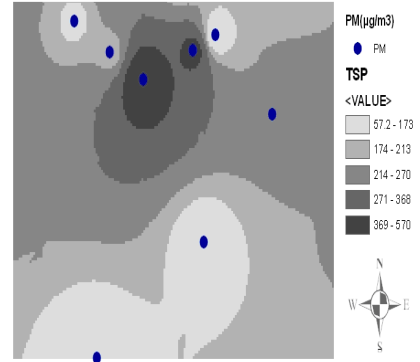 PM(µg/m3)
PM
TSP
<VALUE>
57.2 - 173
174 - 213
214 - 270
271 - 368
369 - 570
N
W E
S